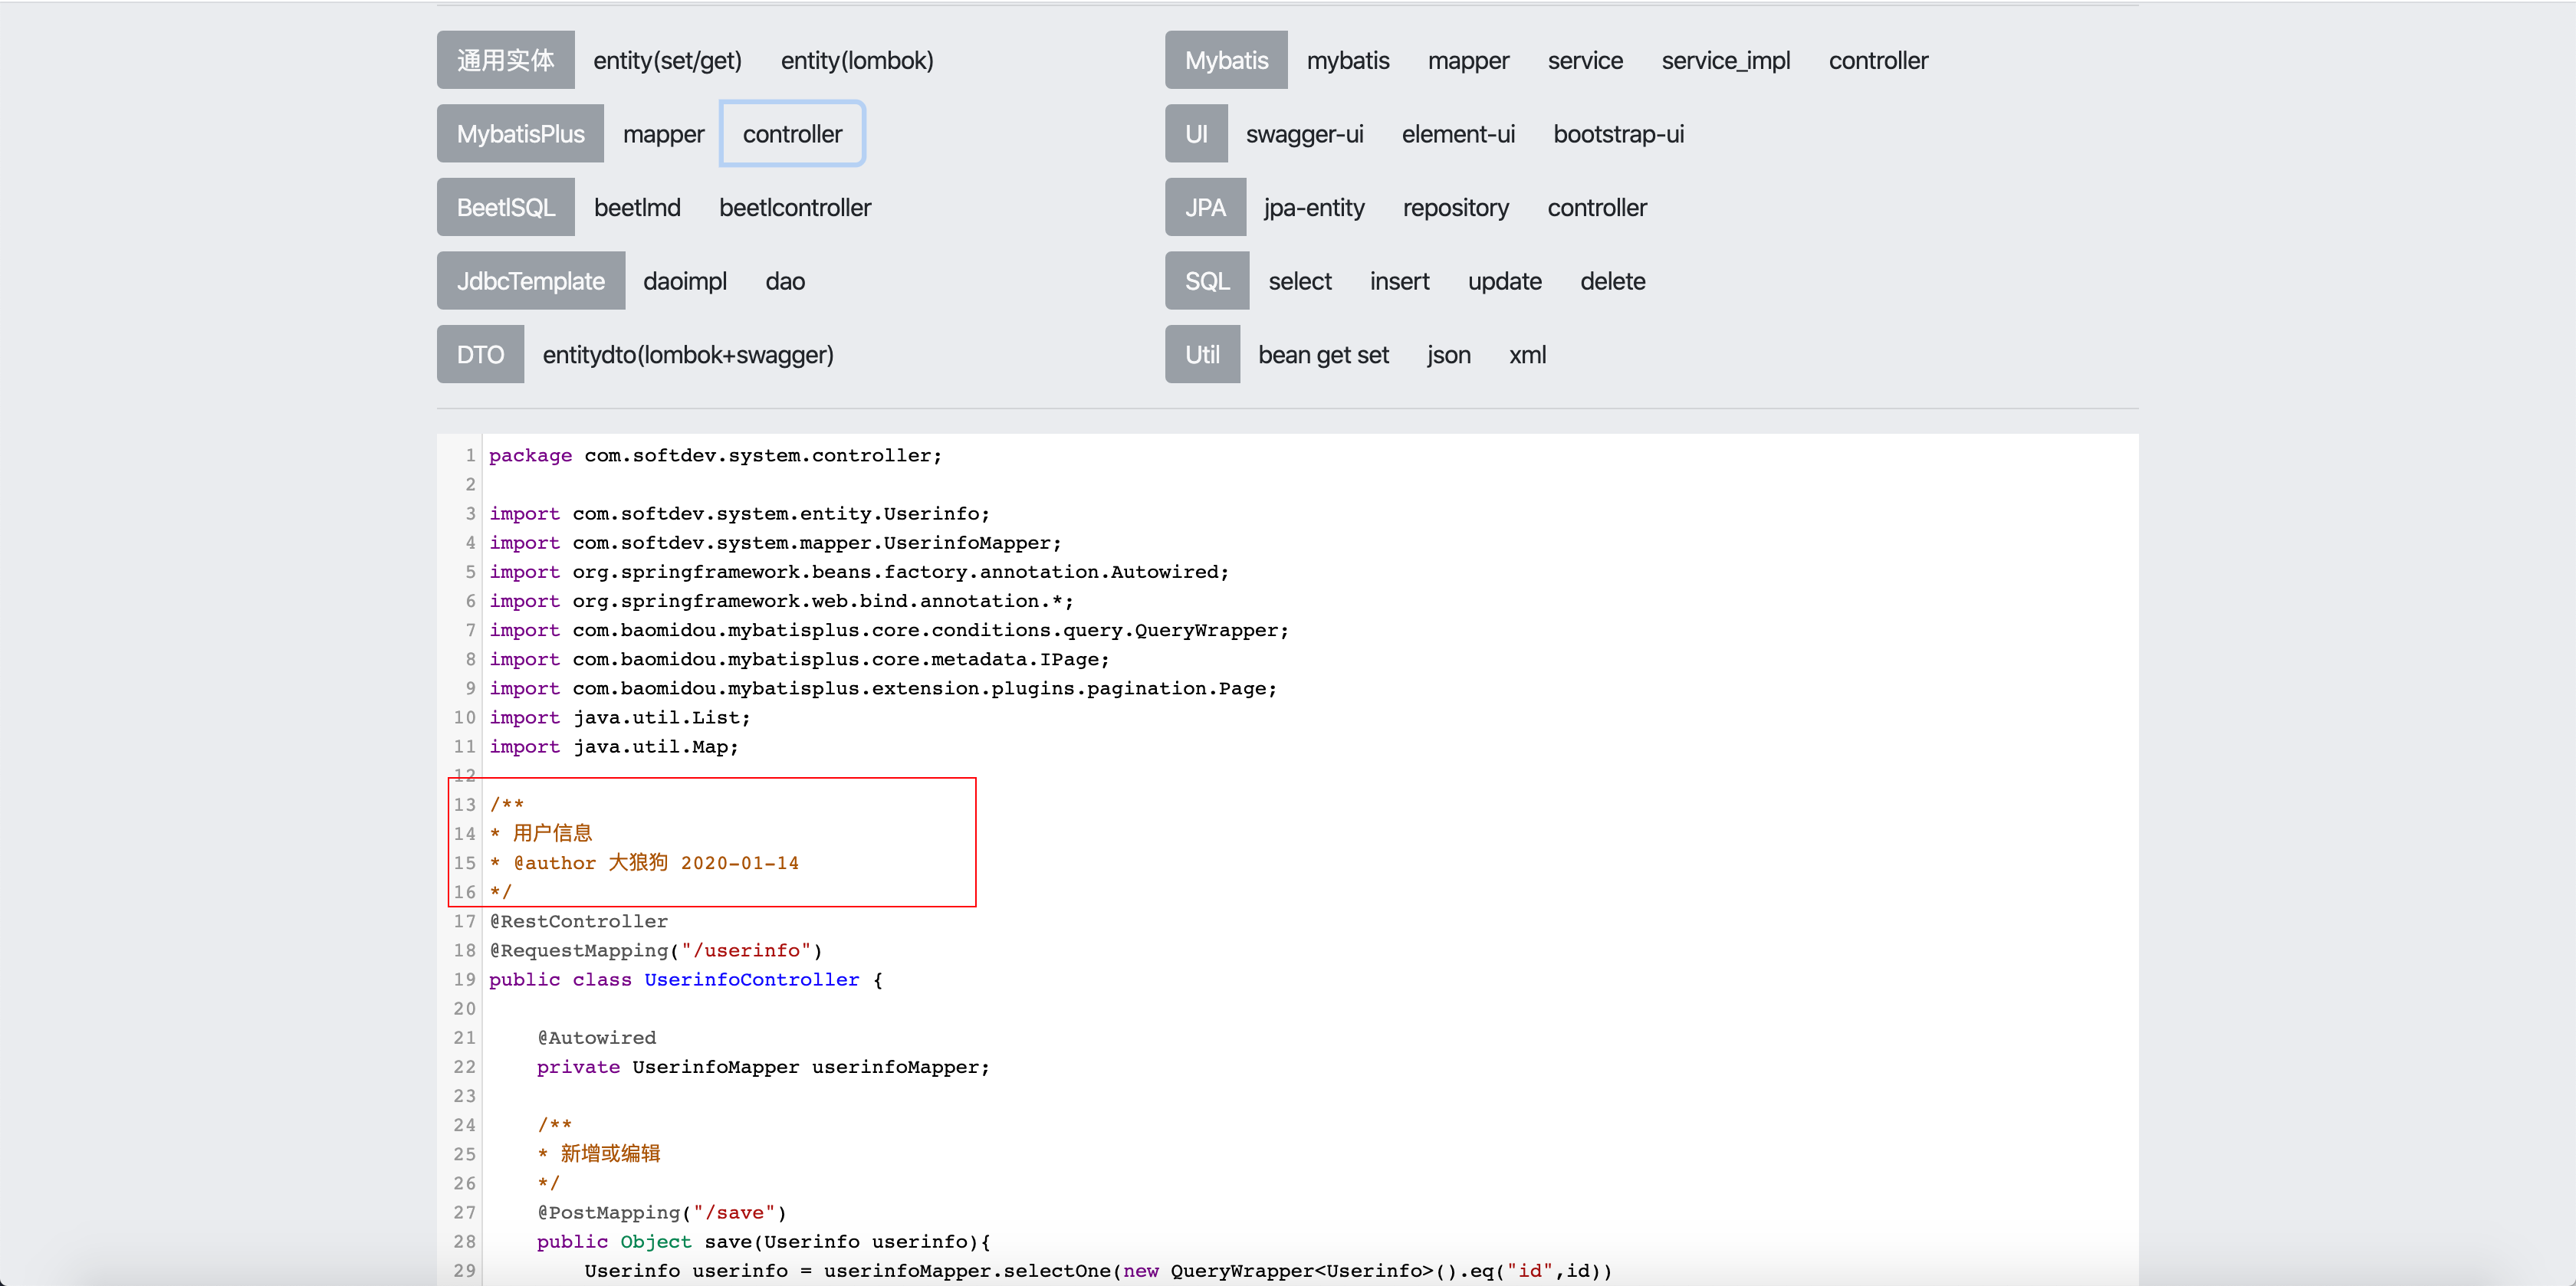 通用实体 entity(set/get) entity(lombok) Mybatis mybatis mapper service service_impl controller
MybatisPlus mapper controller UI swagger-ui element-ui bootstrap-ui
BeetlSQL beetlmd beetlcontroller JPA jpa-entity repository controller
JdbcTemplate daoimpl dao SQL select insert update delete
DTO entitydto(lombok+swagger) Util bean get set json xml
1 package com.softdev.system.controller;
2
3 import com.softdev.system.entity.Userinfo;
4 import com.softdev.system.mapper.UserinfoMapper;
5 import org.springframework.beans.factory.annotation.Autowired;
6 import org.springframework.web.bind.annotation.*;
7 import com.baomidou.mybatisplus.core.conditions.query.QueryWrapper;
8 import com.baomidou.mybatisplus.core.metadata.IPage;
9 import com.baomidou.mybatisplus.extension.plugins.pagination.Page;
10 import java.util.List;
11 import java.util.Map;
12
13 /**
14 * 用户信息
15 * @author 大狼狗 2020-01-14
16 */
17 @RestController
18 @RequestMapping("/userinfo")
19 public class UserinfoController {
20
21     @Autowired
22     private UserinfoMapper userinfoMapper;
23
24     /**
25     * 新增或编辑
26     */
27     @PostMapping("/save")
28     public Object save(Userinfo userinfo){
29         Userinfo userinfo = userinfoMapper.selectOne(new QueryWrapper<Userinfo>().eq("id",id))